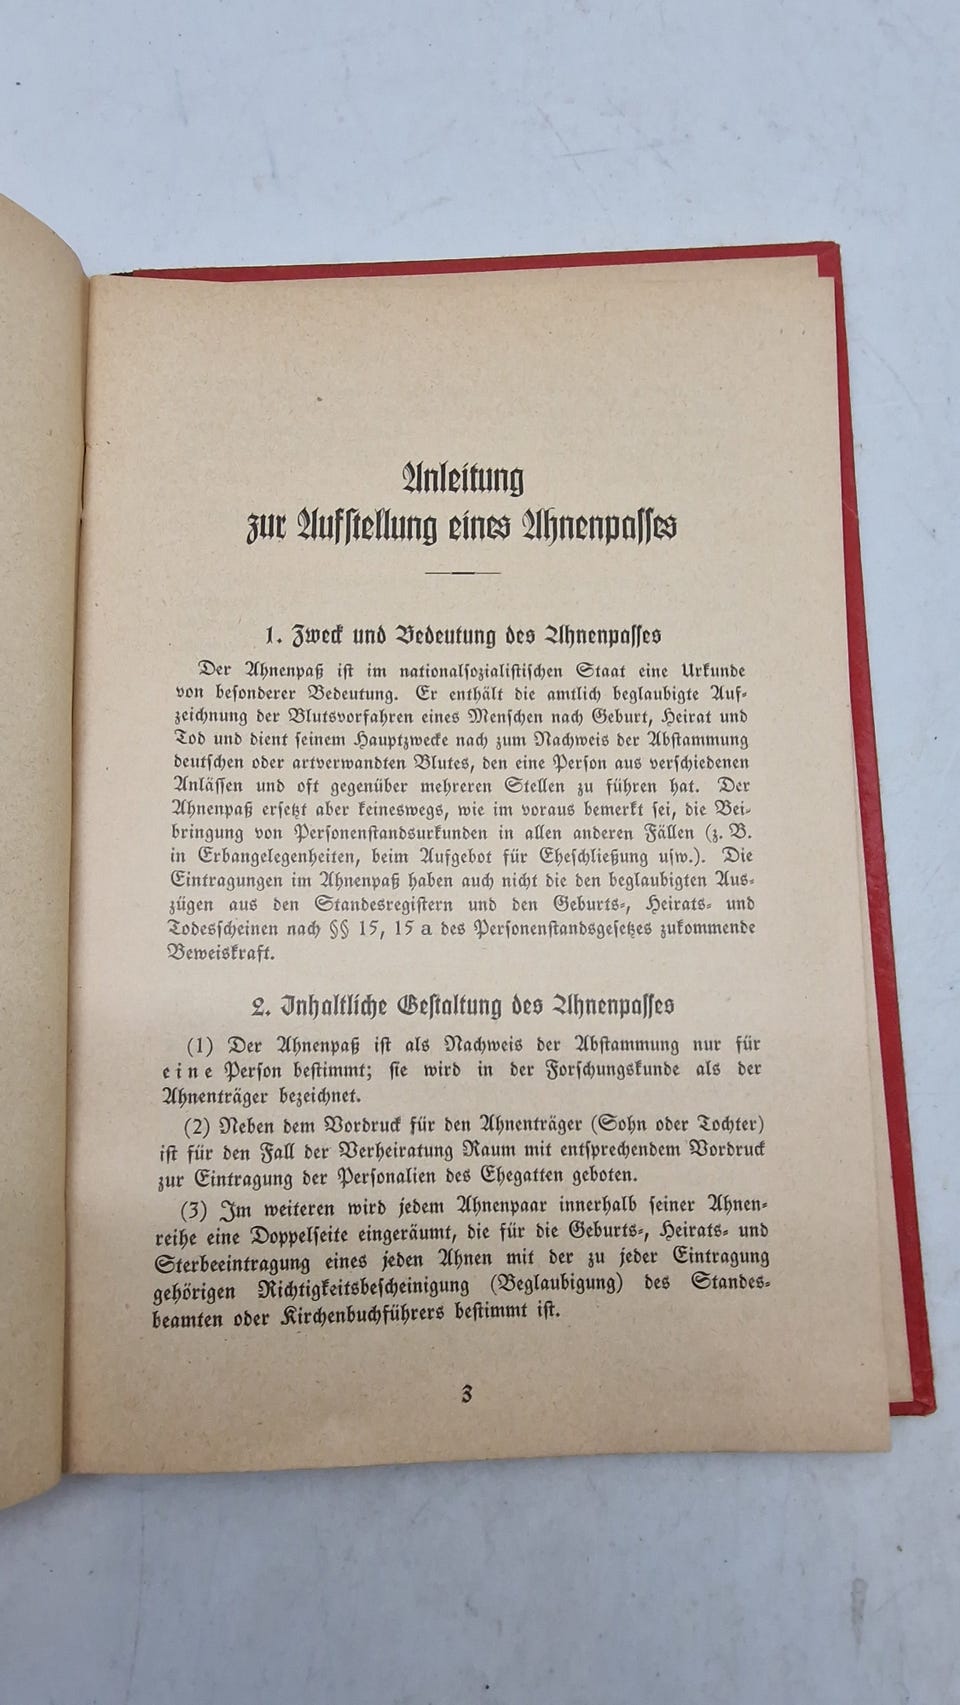 Anleitung
zur Aufstellung eines Ahnenpasses
1. Zweck und Bedeutung des Ahnenpasses
Der Ahnenpaß ist im nationalsozialistischen Staat eine Urkunde
von besonderer Bedeutung. Er enthält die amtlich beglaubigte Auf-
zeichnung der Blutsvorfahren eines Menschen nach Geburt, Heirat und
Tod und dient seinem Hauptzwecke nach zum Nachweis der Abstammung
deutschen oder artverwandten Blutes, den eine Person aus verschiedenen
Anlässen und oft gegenüber mehreren Stellen zu führen hat. Der
Ahnenpaß ersetzt aber keineswegs, wie im voraus bemerkt sei, die Bei-
bringung von Personenstandsurkunden in allen anderen Fällen (z. B.
in Erbangelegenheiten, beim Aufgebot für Eheschließung usw.). Die
Eintragungen im Ahnenpaß haben auch nicht die den beglaubigten Aus-
zügen aus den Standesregistern und den Geburts-, Heirats- und
Todesscheinen nach §§ 15, 15 a des Personenstandsgesetzes zukommende
Beweiskraft.
2. Inhaltliche Gestaltung des Ahnenpasses
(1) Der Ahnenpaß ist als Nachweis der Abstammung nur für
eine Person bestimmt; sie wird in der Forschungskunde als der
Ahnenträger bezeichnet.
(2) Neben dem Vordruck für den Ahnenträger (Sohn oder Tochter)
ist für den Fall der Verheiratung Raum mit entsprechendem Vordruck
zur Eintragung der Personalien des Ehegatten geboten.
(3) Im weiteren wird jedem Ahnenpaar innerhalb seiner Ahnen-
reihe eine Doppelseite eingeräumt, die für die Geburts-, Heirats- und
Sterbeeintragung eines jeden Ahnen mit der zu jeder Eintragung
gehörigen Richtigkeitsbescheinigung (Beglaubigung) des Standes-
beamten oder Kirchenbuchführers bestimmt ist.
3